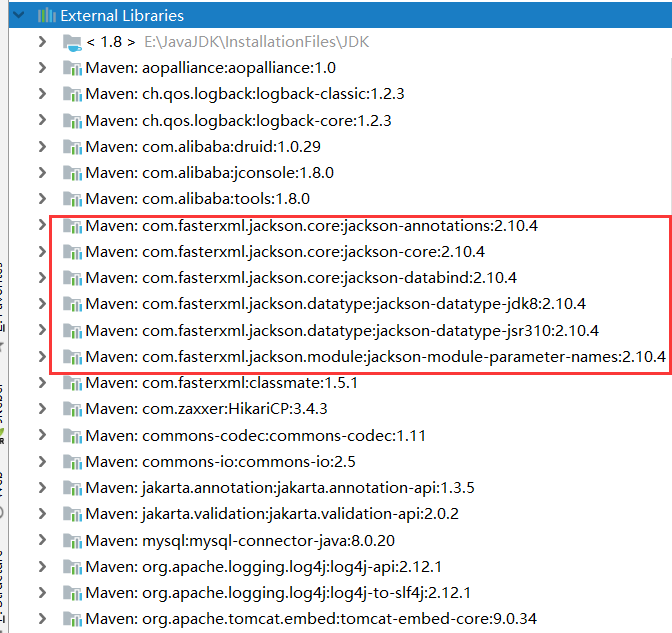 External Libraries
< 1.8 > E:\JavaJDK\InstallationFiles\JDK
Maven: aopalliance:aopalliance:1.0
Maven: ch.qos.logback:logback-classic:1.2.3
Maven: ch.qos.logback:logback-core:1.2.3
Maven: com.alibaba:druid:1.0.29
Maven: com.alibaba:jconsole:1.8.0
Maven: com.alibaba:tools:1.8.0
Maven: com.fasterxml.jackson.core:jackson-annotations:2.10.4
Maven: com.fasterxml.jackson.core:jackson-core:2.10.4
Maven: com.fasterxml.jackson.core:jackson-databind:2.10.4
Maven: com.fasterxml.jackson.datatype:jackson-datatype-jdk8:2.10.4
Maven: com.fasterxml.jackson.datatype:jackson-datatype-jsr310:2.10.4
Maven: com.fasterxml.jackson.module:jackson-module-parameter-names:2.10.4
Maven: com.fasterxml:classmate:1.5.1
Maven: com.zaxxer:HikariCP:3.4.3
Maven: commons-codec:commons-codec:1.11
Maven: commons-io:commons-io:2.5
Maven: jakarta.annotation:jakarta.annotation-api:1.3.5
Maven: jakarta.validation:jakarta.validation-api:2.0.2
Maven: mysql:mysql-connector-java:8.0.20
Maven: org.apache.logging.log4j:log4j-api:2.12.1
Maven: org.apache.logging.log4j:log4j-to-slf4j:2.12.1
Maven: org.apache.tomcat.embed:tomcat-embed-core:9.0.34